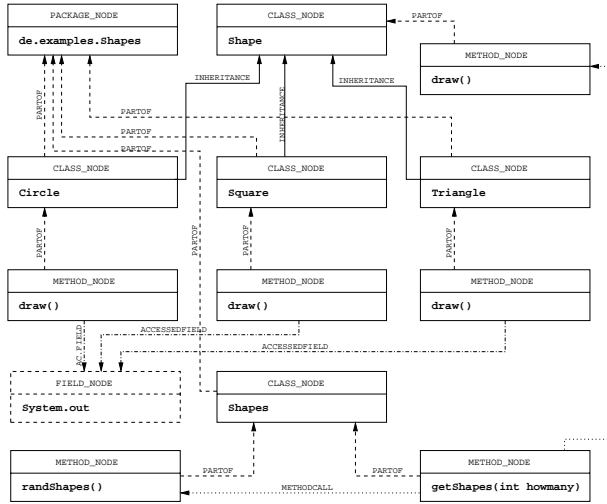 PACKAGE_NODE
de.examples.Shapes
CLASS_NODE
Shape
PARTOF
METHOD_NODE
draw()
INHERITANCE
INHERITANCE
INHERITANCE
PARTOF
PARTOF
PARTOF
PARTOF
CLASS_NODE
Circle
CLASS_NODE
Square
CLASS_NODE
Triangle
PARTOF
PARTOF
PARTOF
METHOD_NODE
draw()
METHOD_NODE
draw()
METHOD_NODE
draw()
AC.FIELD
ACCESSEDFIELD
ACCESSEDFIELD
FIELD_NODE
System.out
CLASS_NODE
Shapes
METHOD_NODE
randShapes()
PARTOF
PARTOF
METHODCALL
METHOD_NODE
getShapes(int howmany)